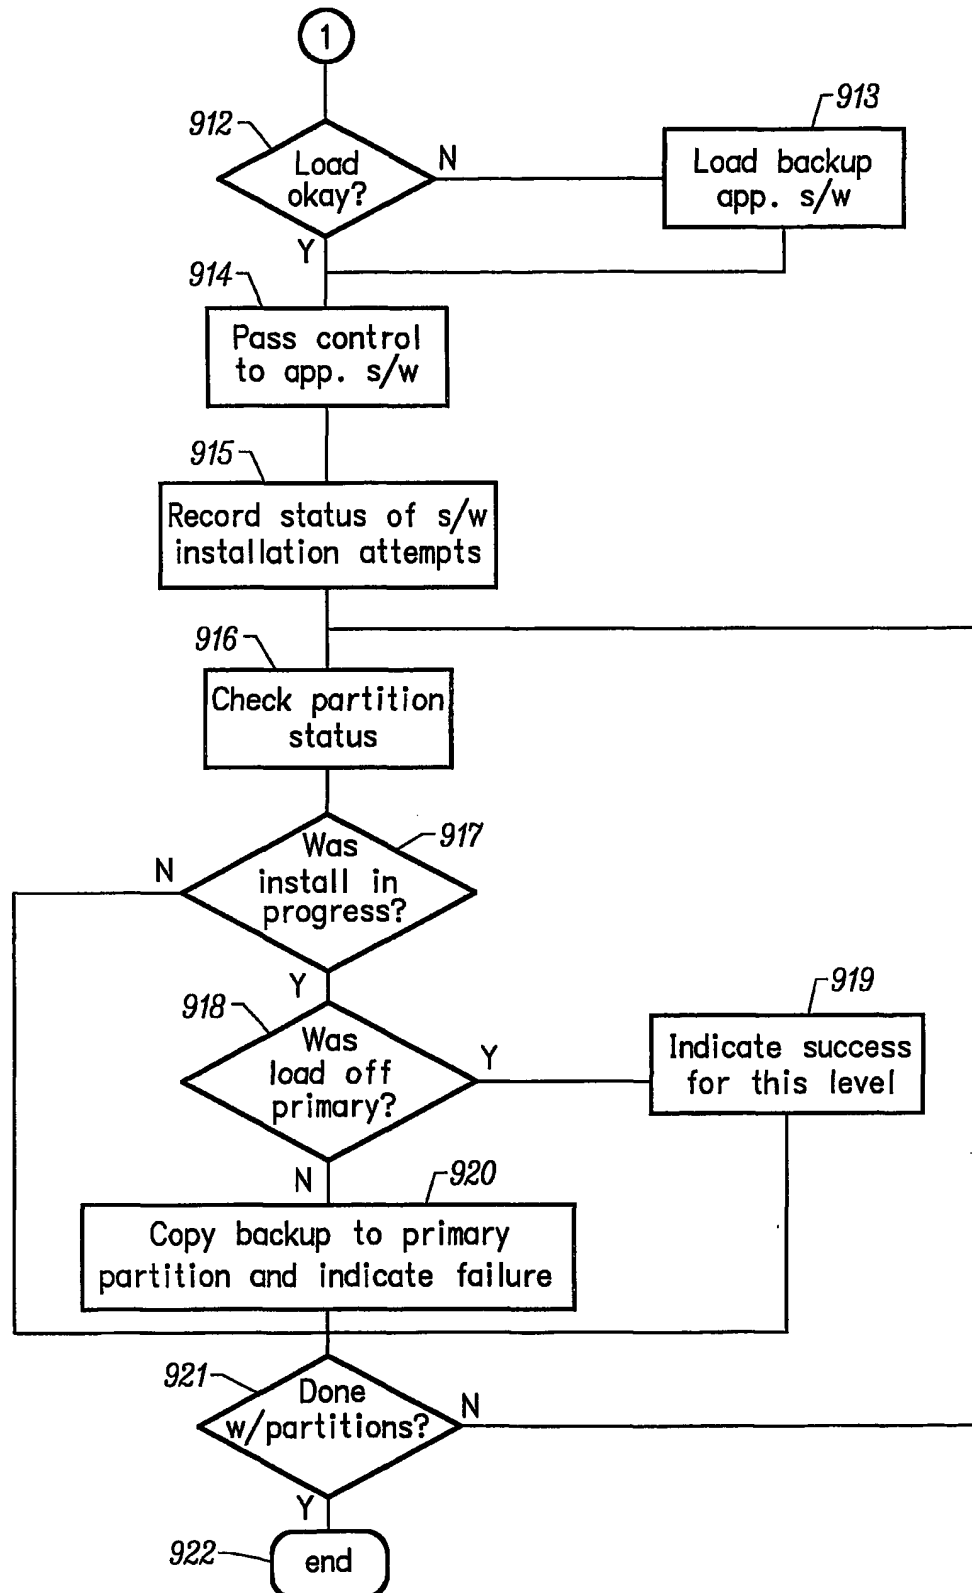 1
912
Load
okay?
N
Y
913
Load backup
app. s/w
914
Pass control
to app. s/w
915
Record status of s/w
installation attempts
916
Check partition
status
917
Was
install in
progress?
N
Y
918
Was
load off
primary?
Y
N
919
Indicate success
for this level
920
Copy backup to primary
partition and indicate failure
921
Done
w/partitions?
N
Y
922
end